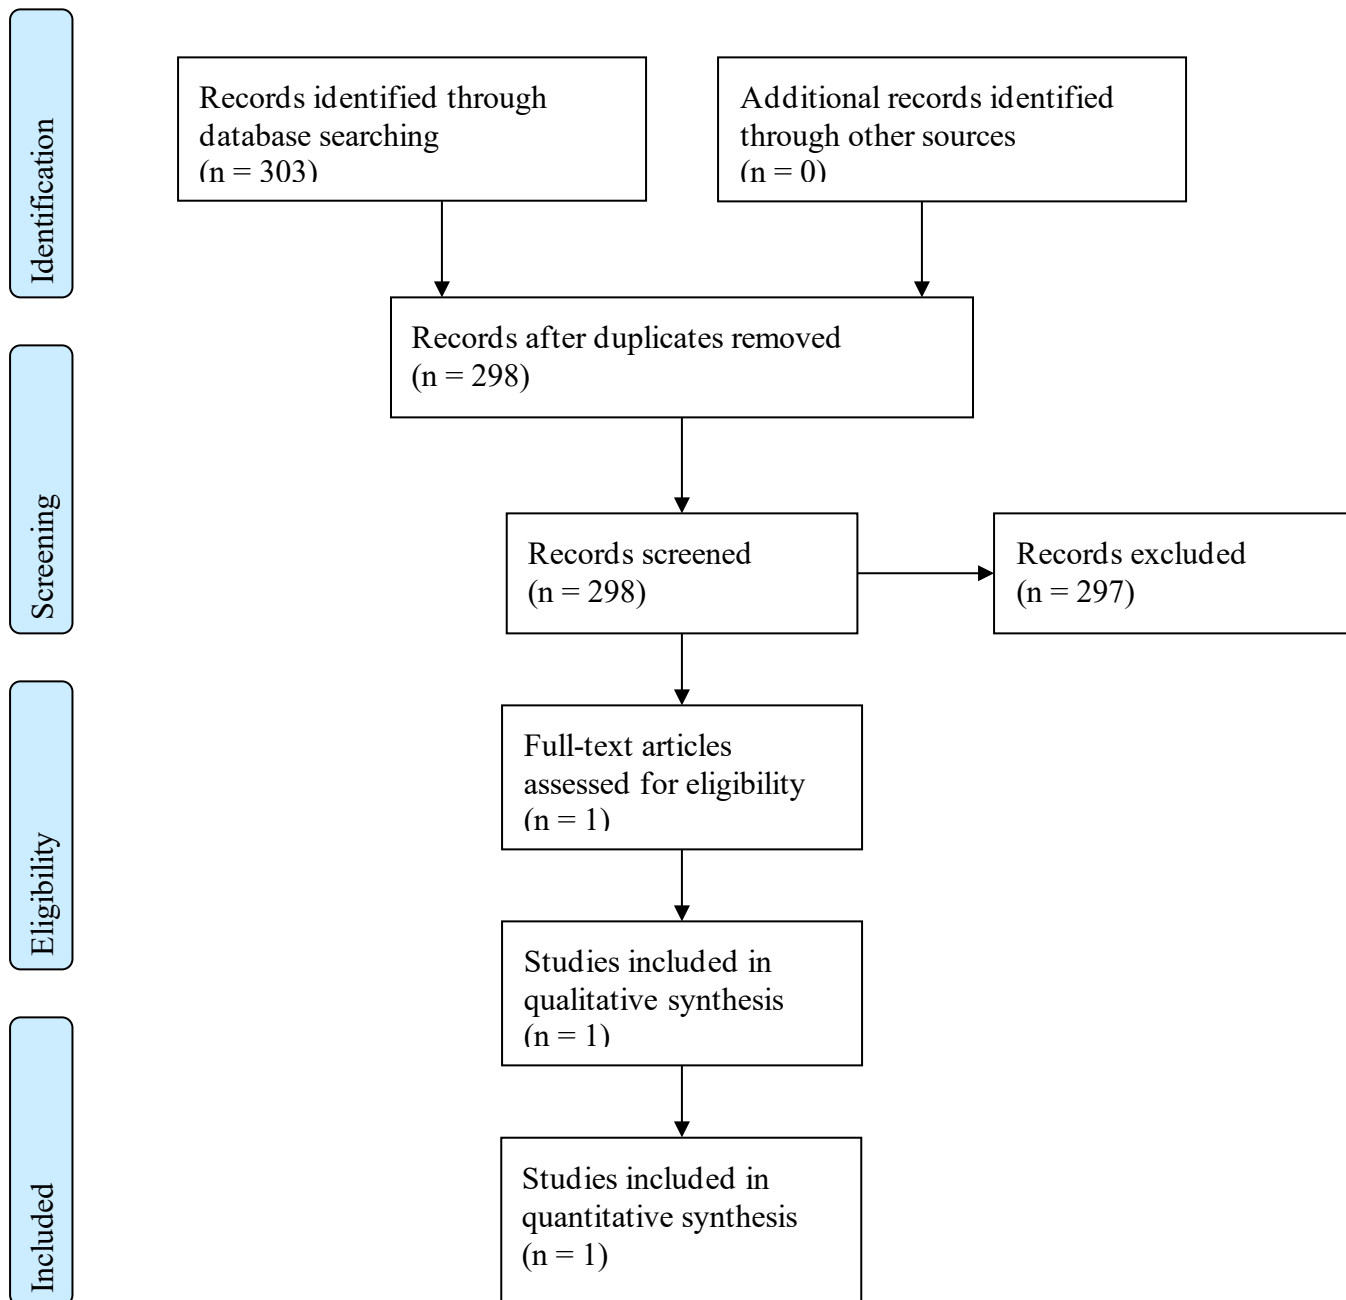 Identification
Records identified through
database searching
(n = 303)
Additional records identified
through other sources
(n = 0)
Records after duplicates removed
(n = 298)
Screening
Records screened
(n = 298)
Records excluded
(n = 297)
Eligibility
Full-text articles
assessed for eligibility
(n = 1)
Studies included in
qualitative synthesis
(n = 1)
Included
Studies included in
quantitative synthesis
(n = 1)